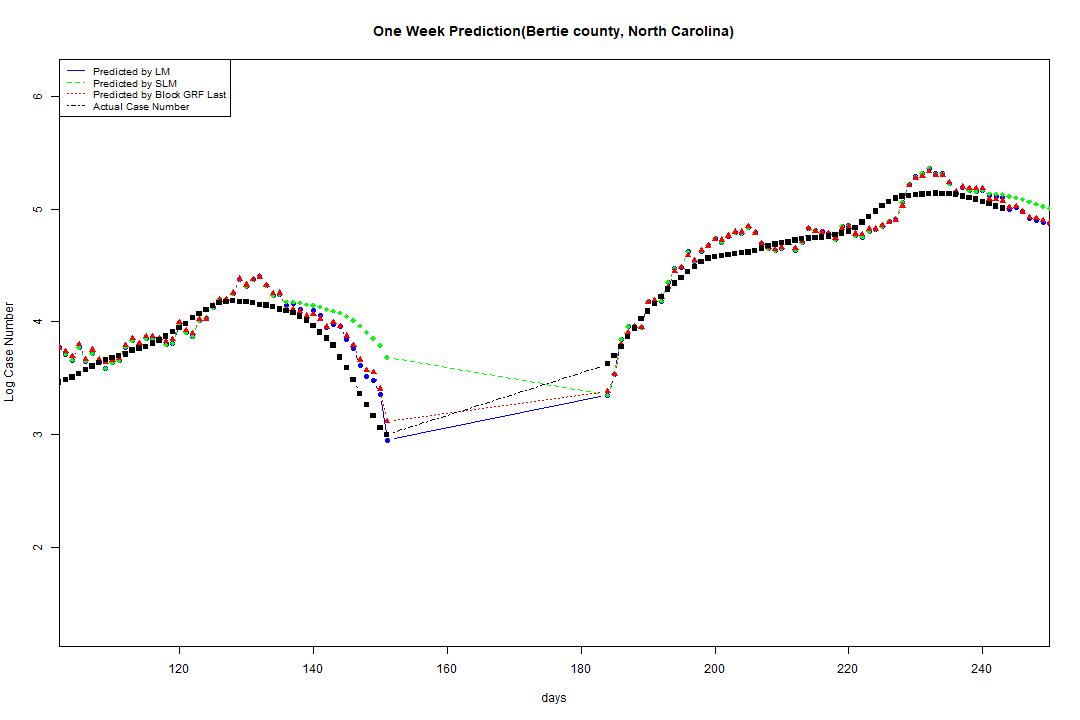 One Week Prediction(Bertie county, North Carolina)
Predicted by LM
Predicted by SLM
Predicted by Block GRF Last
Actual Case Number
6
5
4
3
2
Log Case Number
120 140 160 180 200 220 240
days